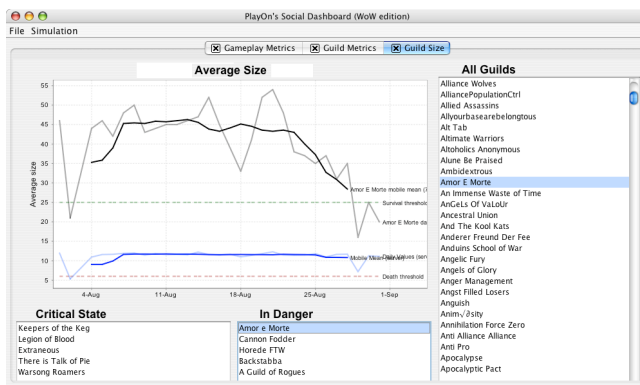 PlayOn's Social Dashboard (WoW edition)
File Simulation
Gameplay Metrics Guild Metrics Guild Size
Average Size
55
50
45
40
35
30
25
20
15
10
5
Average size
Amor E Morte mobile mean (
Survival threshold
Amor E Morte da
Mobile Mean (server)
Daily Values (ser
Death threshold
4-Aug 11-Aug 18-Aug 25-Aug 1-Sep
Critical State
Keepers of the Keg
Legion of Blood
Extraneous
There is Talk of Pie
Warsong Roamers
In Danger
Amor e Morte
Cannon Fodder
Horede FTW
Backstabba
A Guild of Rogues
All Guilds
Alliance Wolves
AlliancePopulationCtrl
Allied Assassins
Allyourbasearebelongtous
Alt Tab
Altimate Warriors
Altoholics Anonymous
Alune Be Praised
Ambidextrous
Amor E Morte
An Immense Waste of Time
AnGeLs Of VaLoUr
Ancestral Union
And The Kool Kats
Anderer Freund Der Fee
Anduins School of War
Angelic Fury
Angels of Glory
Anger Management
Angst Filled Losers
Anguish
Anim√∂sity
Annihilation Force Zero
Anti Alliance Alliance
Anti Pro
Apocalypse
Apocalyptic Pact